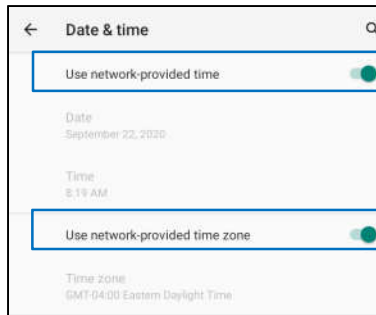 Date & time
Use network-provided time
Date
September 22, 2020
Time
8:19 AM
Use network-provided time zone
Time zone
GMT-04:00 Eastern Daylight Time